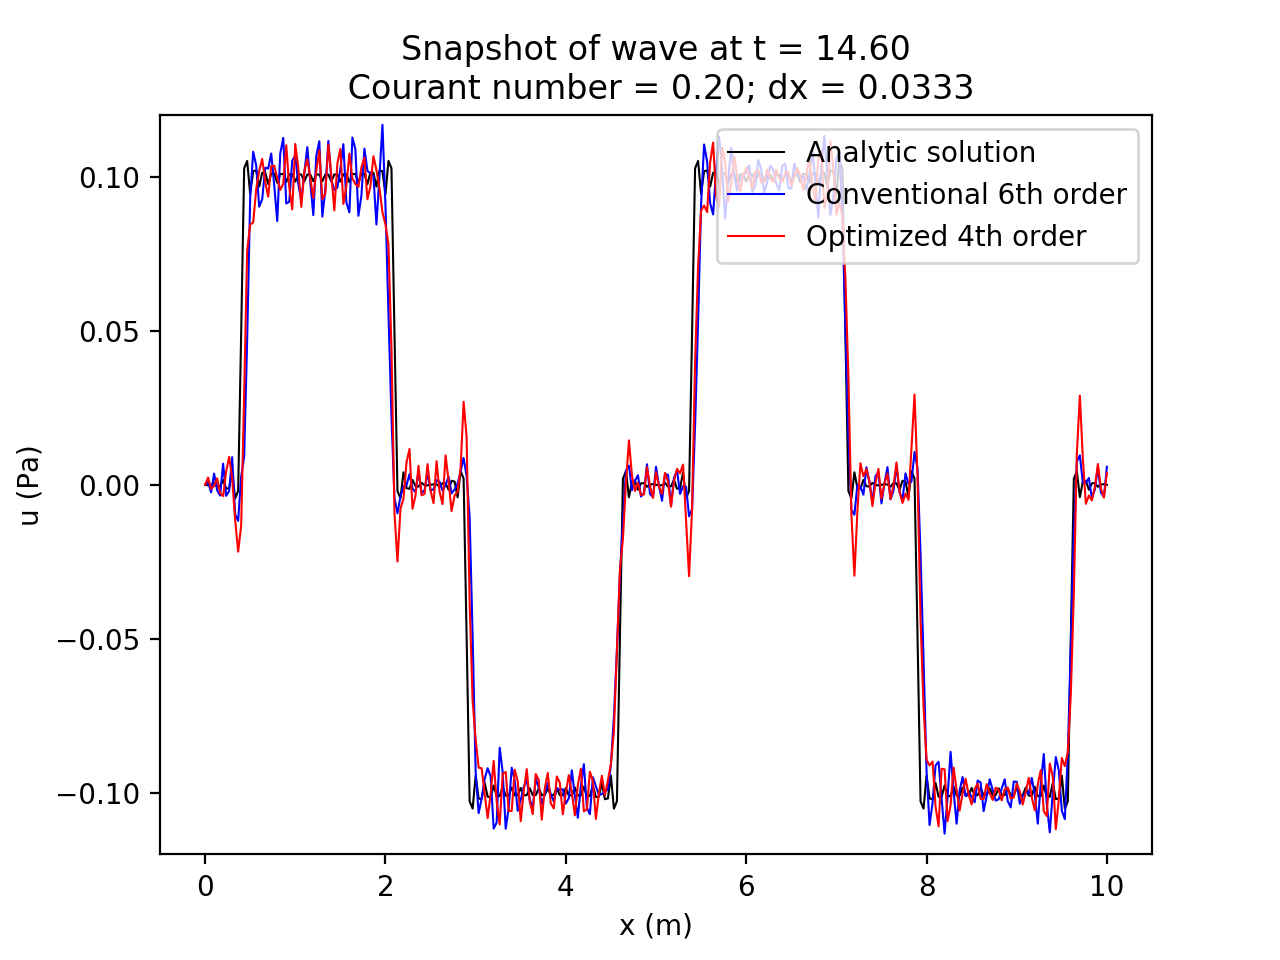 Snapshot of wave at t = 14.60
Courant number = 0.20; dx = 0.0333
Analytic solution
Conventional 6th order
Optimized 4th order
u (Pa)
0.10
0.05
0.00
−0.05
−0.10
0 2 4 6 8 10
x (m)